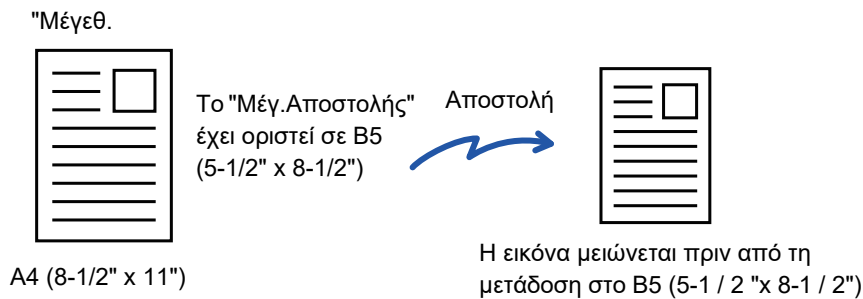 "Μέγεθ.
Το "Μέγ.Αποστολής"
έχει οριστεί σε B5
(5-1/2" x 8-1/2")
Αποστολή
A4 (8-1/2" x 11")
Η εικόνα μειώνεται πριν από τη
μετάδοση στο B5 (5-1 / 2 "x 8-1 / 2")